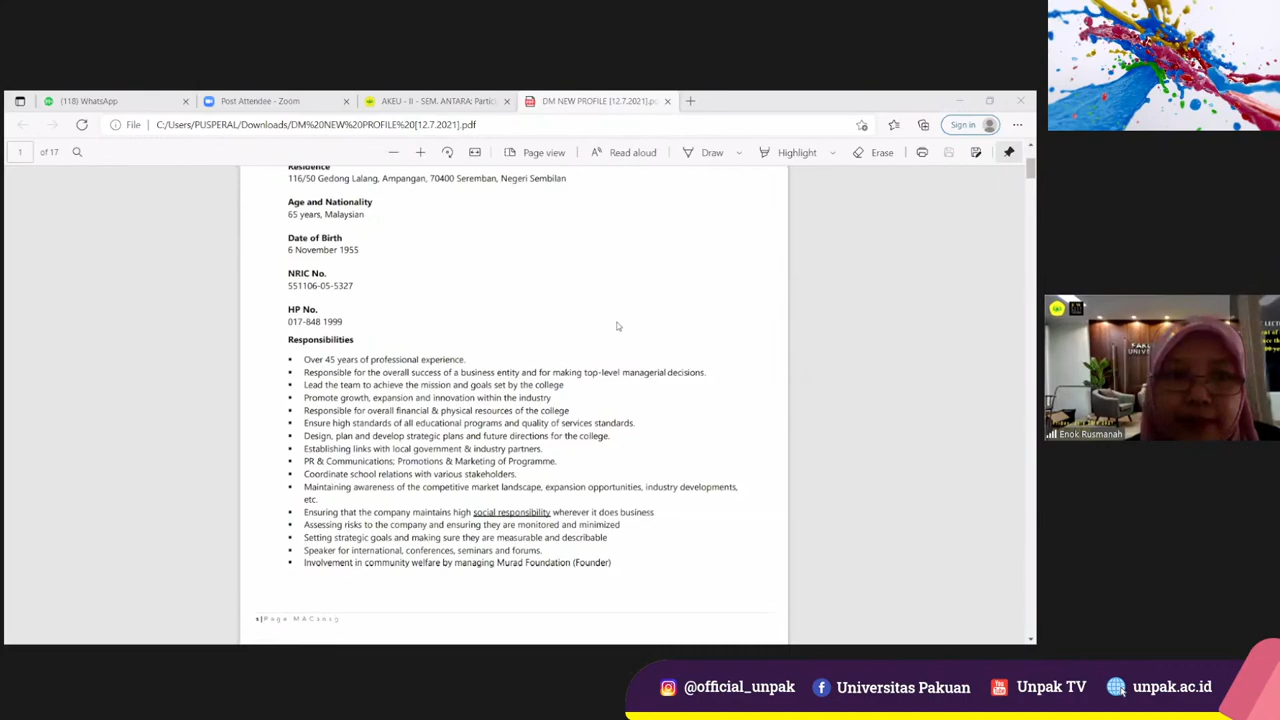 (118) WhatsApp
Post Attendee - Zoom
AKEU - II - SEM. ANTARA: Partici
DM NEW PROFILE [12.7.2021].pdf
File
C:/Users/PUSPERAL/Downloads/DM%20NEW%20PROFILE%20[12.7.2021].pdf
Sign in
1 of 17
Page view
Read aloud
Draw
Highlight
Erase
Residence
116/50 Gedong Lalang, Ampangan, 70400 Seremban, Negeri Sembilan
Age and Nationality
65 years, Malaysian
Date of Birth
6 November 1955
NRIC No.
551106-05-5327
HP No.
017-848 1999
Responsibilities
▪ Over 45 years of professional experience.
▪ Responsible for the overall success of a business entity and for making top-level managerial decisions.
▪ Lead the team to achieve the mission and goals set by the college
▪ Promote growth, expansion and innovation within the industry
▪ Responsible for overall financial & physical resources of the college
▪ Ensure high standards of all educational programs and quality of services standards.
▪ Design, plan and develop strategic plans and future directions for the college.
▪ Establishing links with local government & industry partners.
▪ PR & Communications; Promotions & Marketing of Programme.
▪ Coordinate school relations with various stakeholders.
▪ Maintaining awareness of the competitive market landscape, expansion opportunities, industry developments,
etc.
▪ Ensuring that the company maintains high social responsibility wherever it does business
▪ Assessing risks to the company and ensuring they are monitored and minimized
▪ Setting strategic goals and making sure they are measurable and describable
▪ Speaker for international, conferences, seminars and forums.
▪ Involvement in community welfare by managing Murad Foundation (Founder)
Enok Rusmanah
@official_unpak
Universitas Pakuan
You Tube
Unpak TV
unpak.ac.id